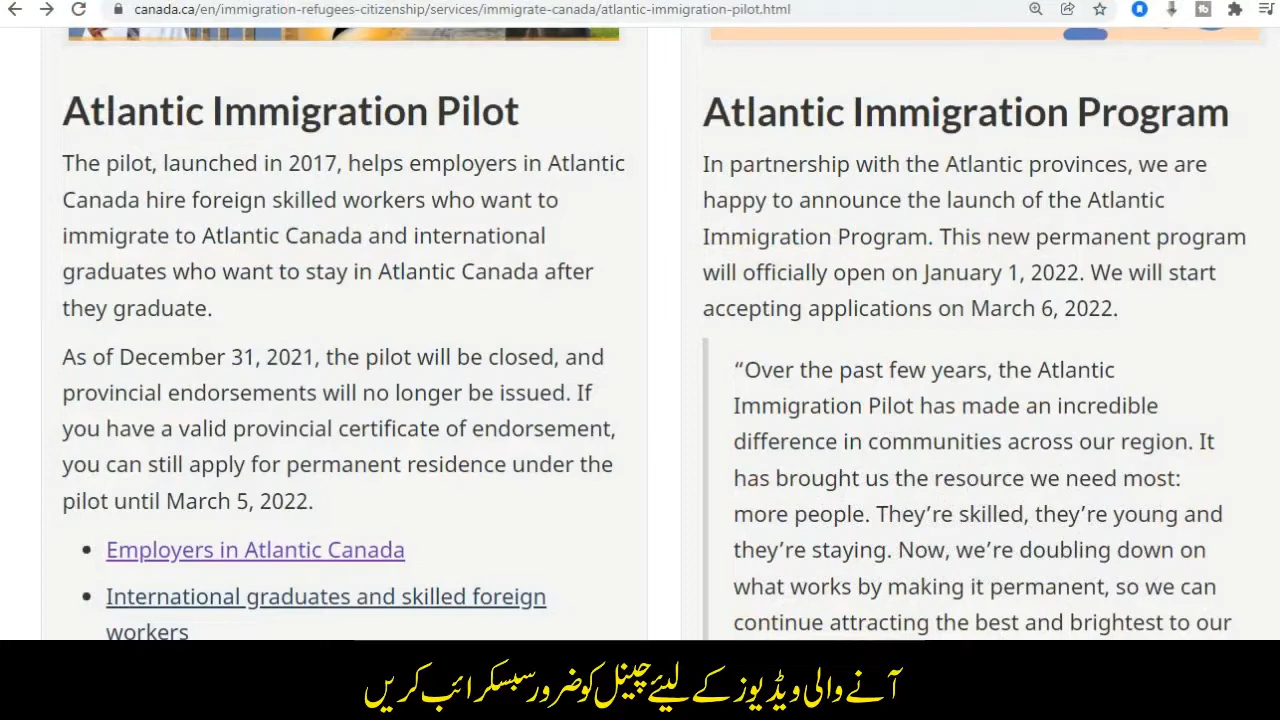 canada.ca/en/immigration-refugees-citizenship/services/immigrate-canada/atlantic-immigration-pilot.html
Atlantic Immigration Pilot
The pilot, launched in 2017, helps employers in Atlantic
Canada hire foreign skilled workers who want to
immigrate to Atlantic Canada and international
graduates who want to stay in Atlantic Canada after
they graduate.
As of December 31, 2021, the pilot will be closed, and
provincial endorsements will no longer be issued. If
you have a valid provincial certificate of endorsement,
you can still apply for permanent residence under the
pilot until March 5, 2022.
Employers in Atlantic Canada
International graduates and skilled foreign
workers
Atlantic Immigration Program
In partnership with the Atlantic provinces, we are
happy to announce the launch of the Atlantic
Immigration Program. This new permanent program
will officially open on January 1, 2022. We will start
accepting applications on March 6, 2022.
“Over the past few years, the Atlantic
Immigration Pilot has made an incredible
difference in communities across our region. It
has brought us the resource we need most:
more people. They’re skilled, they’re young and
they’re staying. Now, we’re doubling down on
what works by making it permanent, so we can
continue attracting the best and brightest to our
آنے والی ویڈیوز کے لیئے چینل کو ضرور سبسکرائب کریں